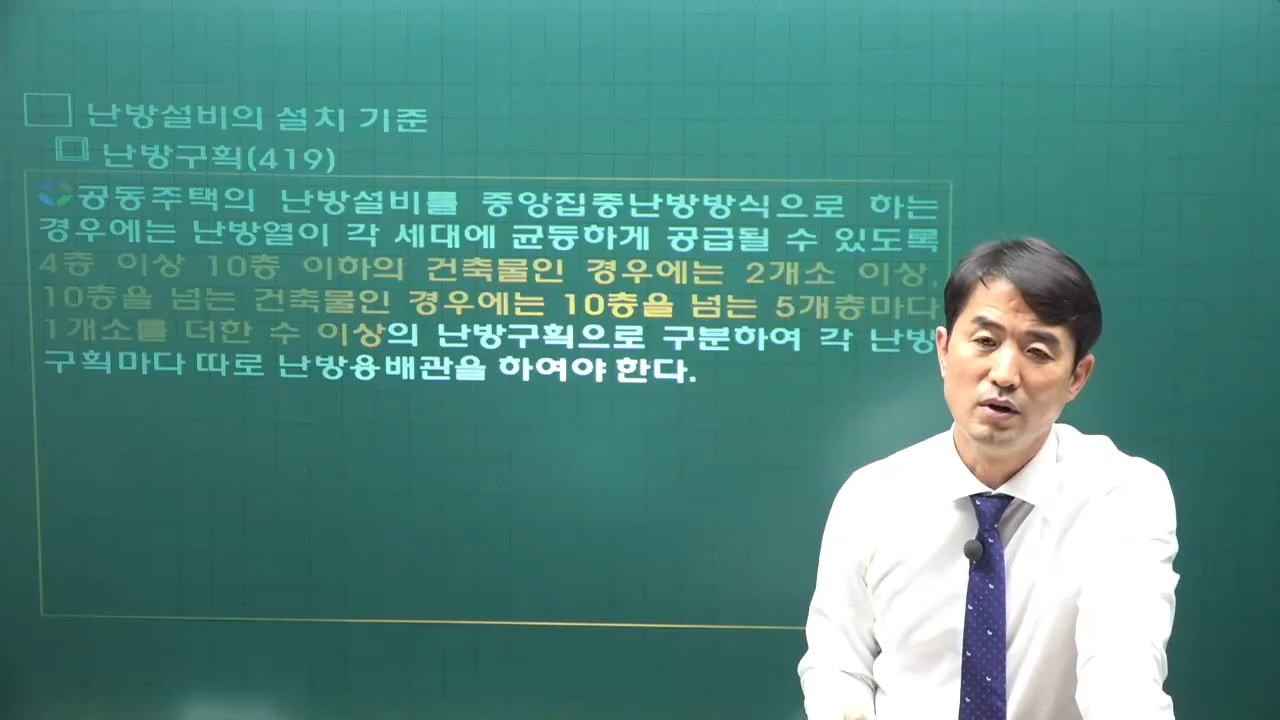 난방설비의 설치 기준
난방구획(419)
공동주택의 난방설비를 중앙집중난방방식으로 하는
경우에는 난방열이 각 세대에 균등하게 공급될 수 있도록
4층 이상 10층 이하의 건축물인 경우에는 2개소 이상,
10층을 넘는 건축물인 경우에는 10층을 넘는 5개층마다
1개소를 더한 수 이상의 난방구획으로 구분하여 각 난방
구획마다 따로 난방용배관을 하여야 한다.